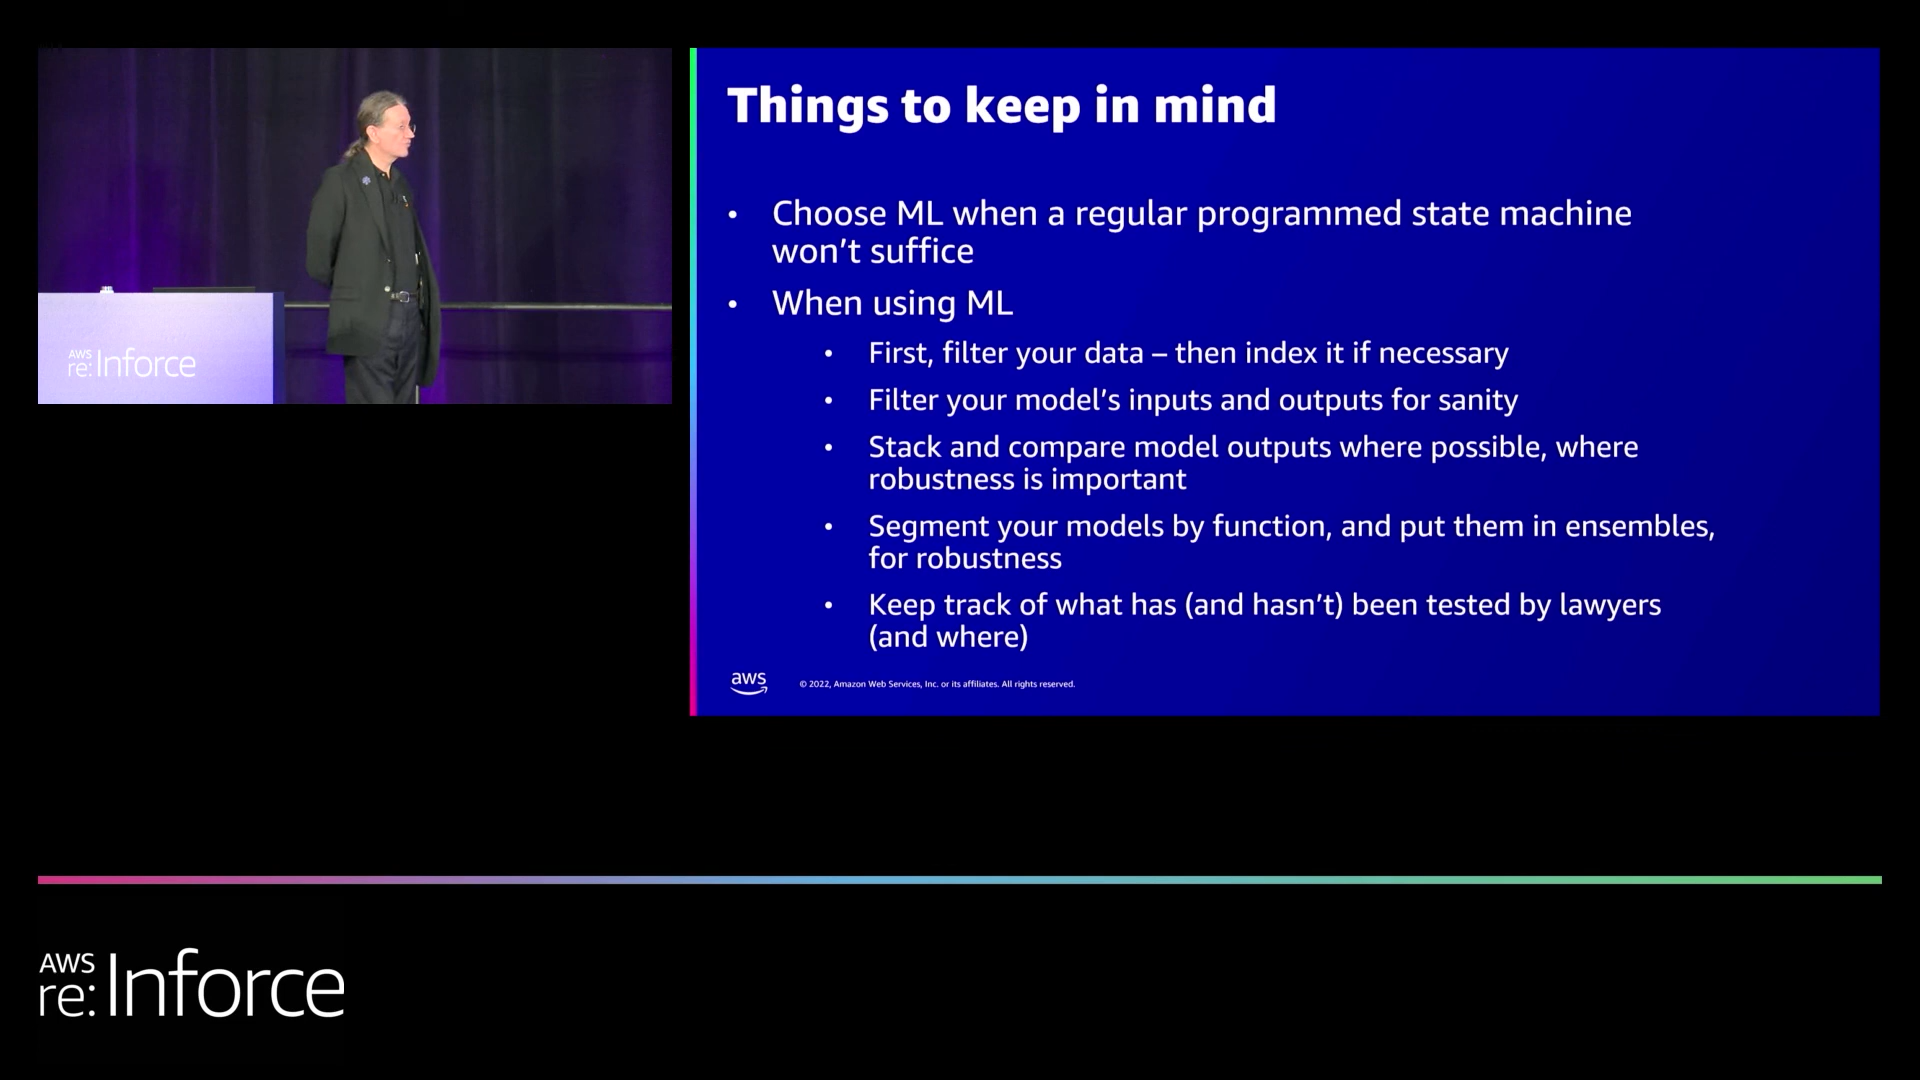 AWS
re:Inforce
Things to keep in mind
• Choose ML when a regular programmed state machine
won’t suffice
• When using ML
• First, filter your data – then index it if necessary
• Filter your model’s inputs and outputs for sanity
• Stack and compare model outputs where possible, where
robustness is important
• Segment your models by function, and put them in ensembles,
for robustness
• Keep track of what has (and hasn’t) been tested by lawyers
(and where)
aws
© 2022, Amazon Web Services, Inc. or its affiliates. All rights reserved.
AWS
re:Inforce